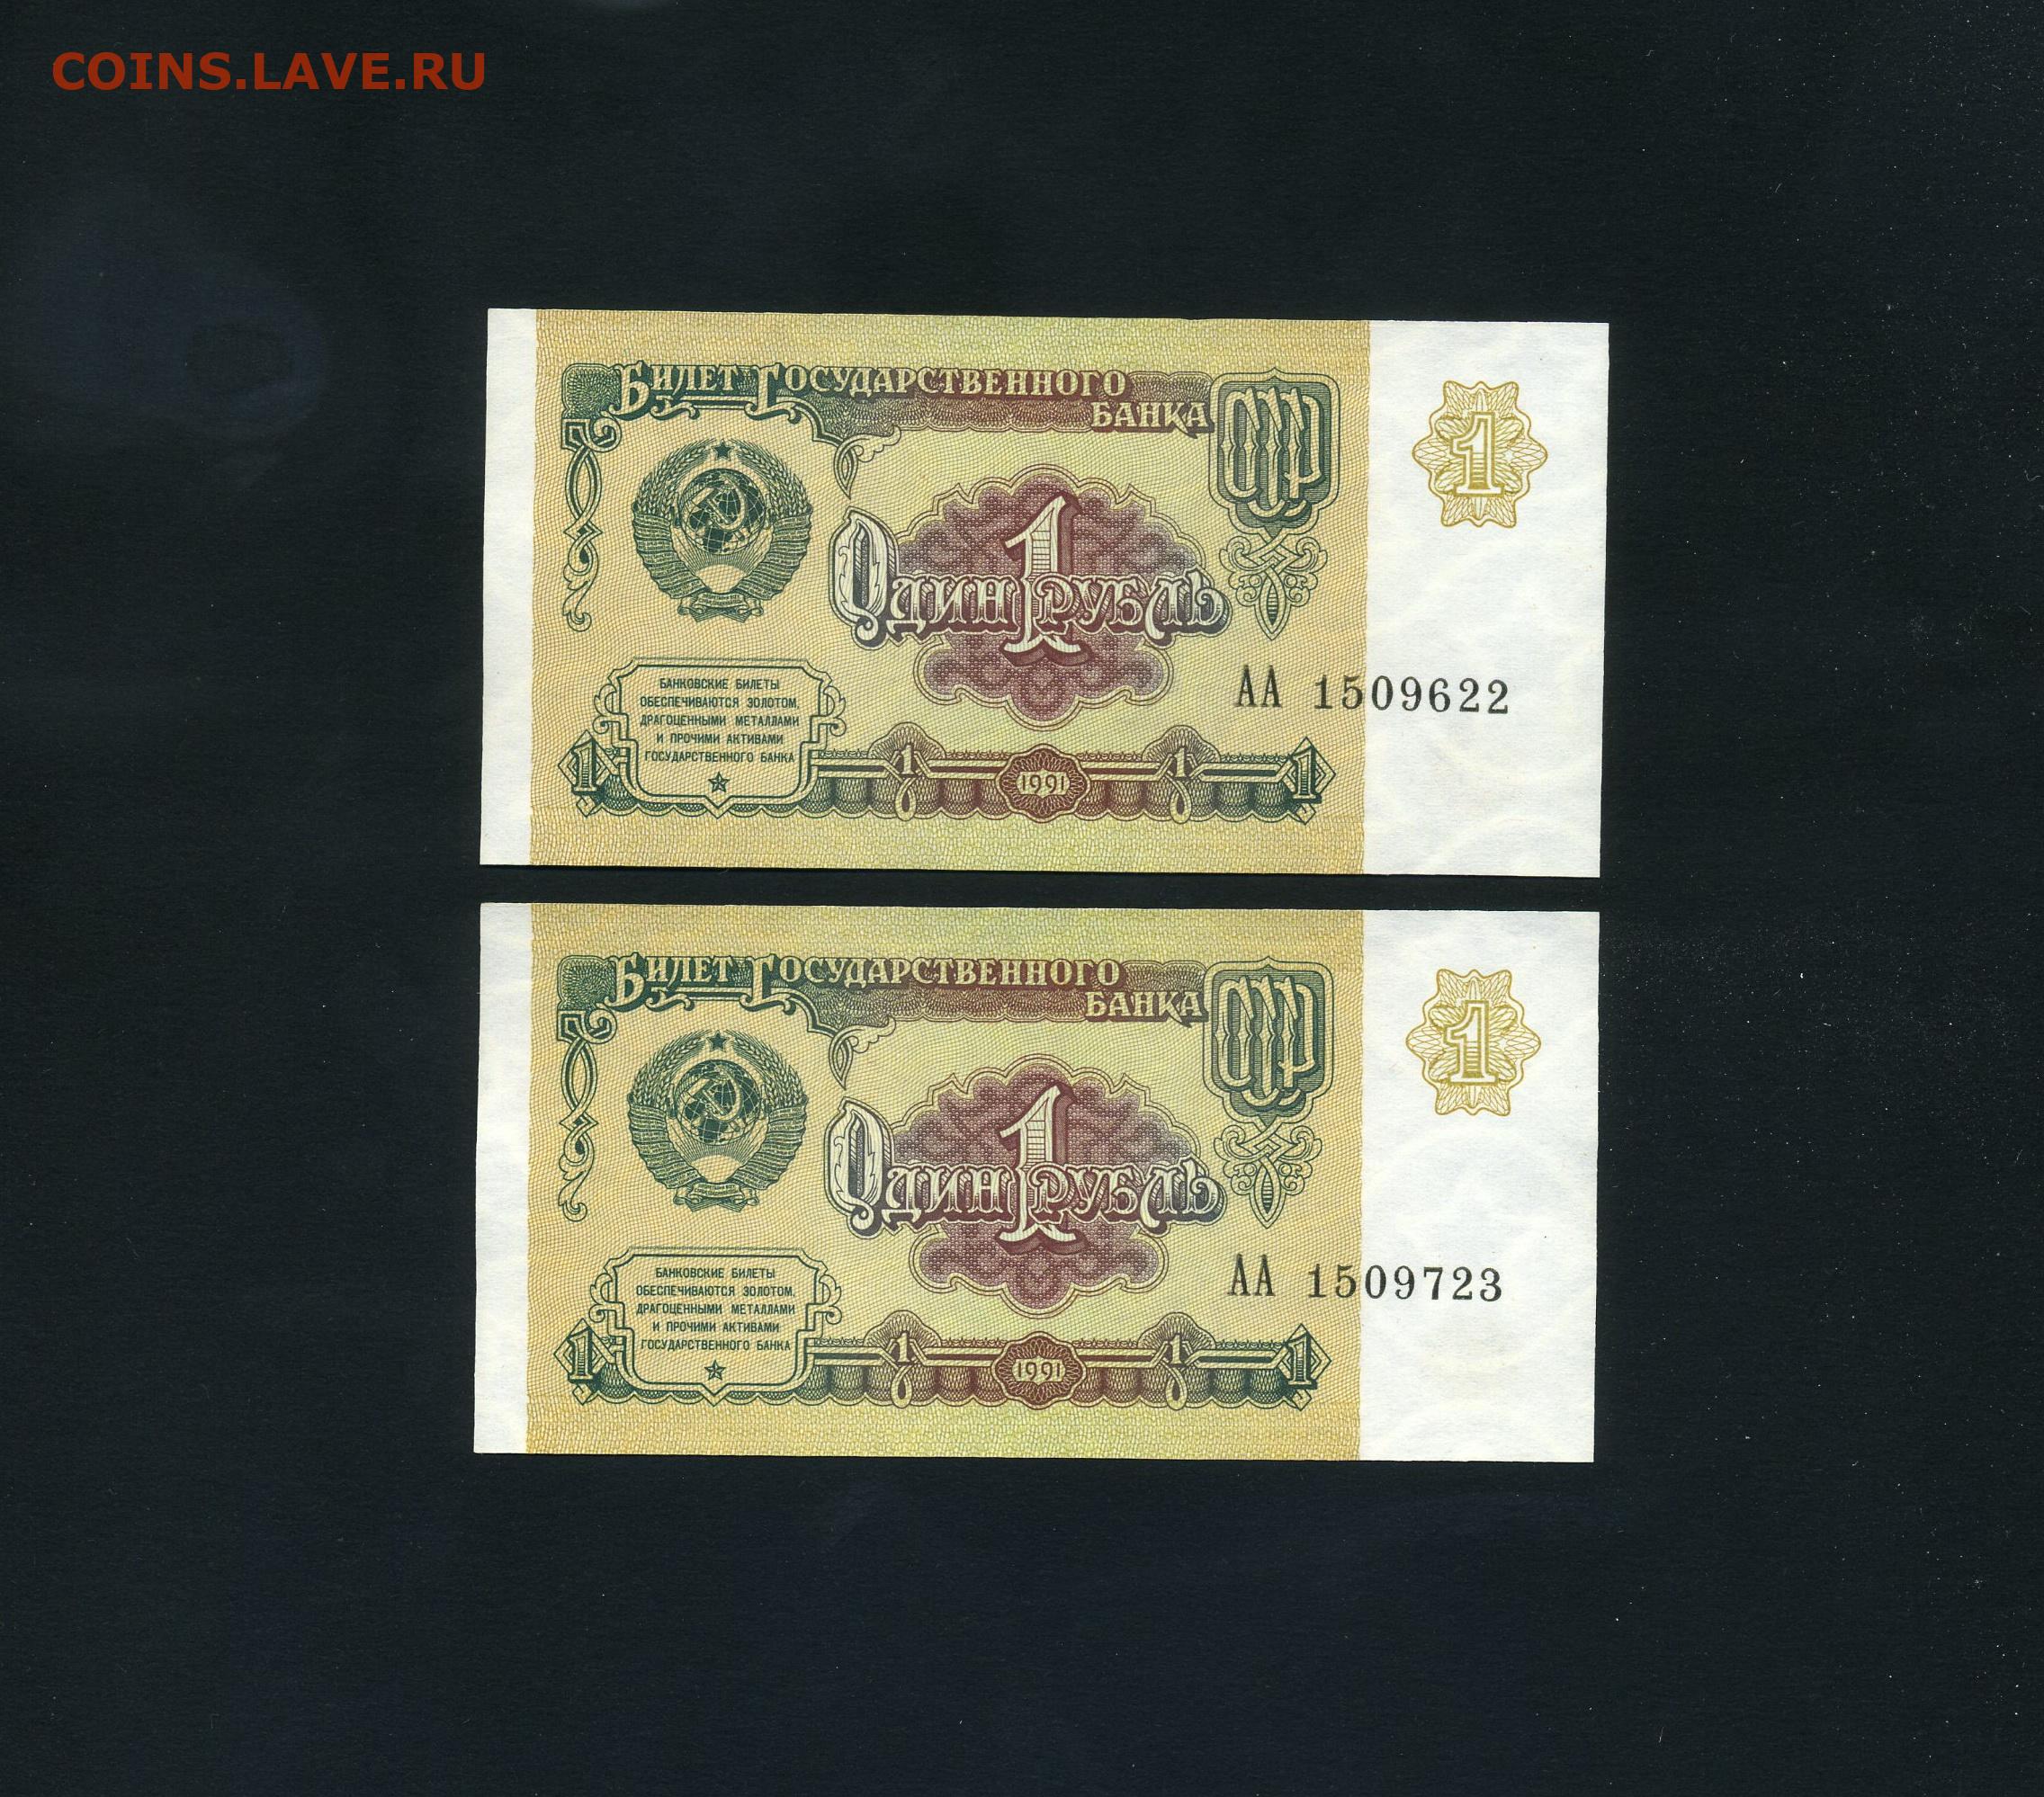 COINS.LAVE.RU
БИЛЕТ ГОСУДАРСТВЕННОГО
БАНКА
СССР
1
1
ОДИН РУБЛЬ
АА 1509622
БАНКОВСКИЕ БИЛЕТЫ
ОБЕСПЕЧИВАЮТСЯ ЗОЛОТОМ,
ДРАГОЦЕННЫМИ МЕТАЛЛАМИ
И ПРОЧИМИ АКТИВАМИ
ГОСУДАРСТВЕННОГО БАНКА
1 1 1991 1 1
БИЛЕТ ГОСУДАРСТВЕННОГО
БАНКА
СССР
1
1
ОДИН РУБЛЬ
АА 1509723
БАНКОВСКИЕ БИЛЕТЫ
ОБЕСПЕЧИВАЮТСЯ ЗОЛОТОМ,
ДРАГОЦЕННЫМИ МЕТАЛЛАМИ
И ПРОЧИМИ АКТИВАМИ
ГОСУДАРСТВЕННОГО БАНКА
1 1 1991 1 1